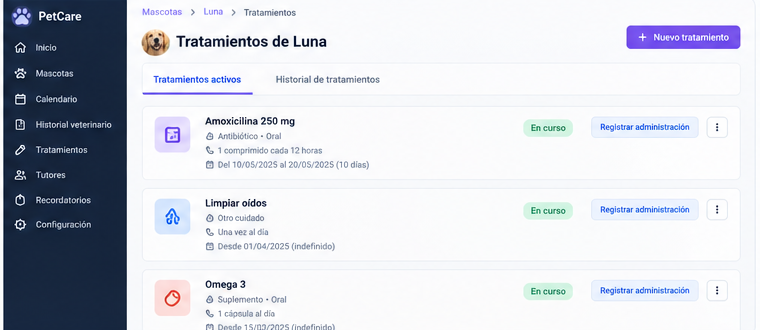 PetCare
Inicio
Mascotas
Calendario
Historial veterinario
Tratamientos
Tutores
Recordatorios
Configuración
Mascotas > Luna > Tratamientos
Tratamientos de Luna
+ Nuevo tratamiento
Tratamientos activos
Historial de tratamientos
Amoxicilina 250 mg
Antibiótico • Oral
1 comprimido cada 12 horas
Del 10/05/2025 al 20/05/2025 (10 días)
En curso
Registrar administración
Limpiar oídos
Otro cuidado
Una vez al día
Desde 01/04/2025 (indefinido)
En curso
Registrar administración
Omega 3
Suplemento • Oral
1 cápsula al día
Desde 15/03/2025 (indefinido)
En curso
Registrar administración